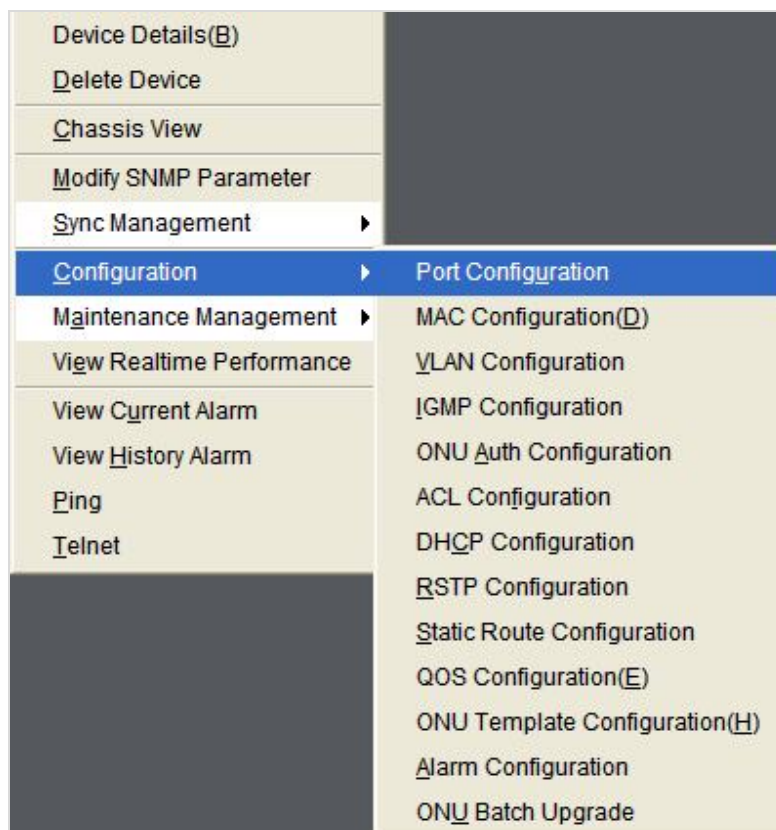 Device Details(B)
Delete Device
Chassis View
Modify SNMP Parameter
Sync Management
Configuration
Maintenance Management
View Realtime Performance
View Current Alarm
View History Alarm
Ping
Telnet
Port Configuration
MAC Configuration(D)
VLAN Configuration
IGMP Configuration
ONU Auth Configuration
ACL Configuration
DHCP Configuration
RSTP Configuration
Static Route Configuration
QOS Configuration(E)
ONU Template Configuration(H)
Alarm Configuration
ONU Batch Upgrade